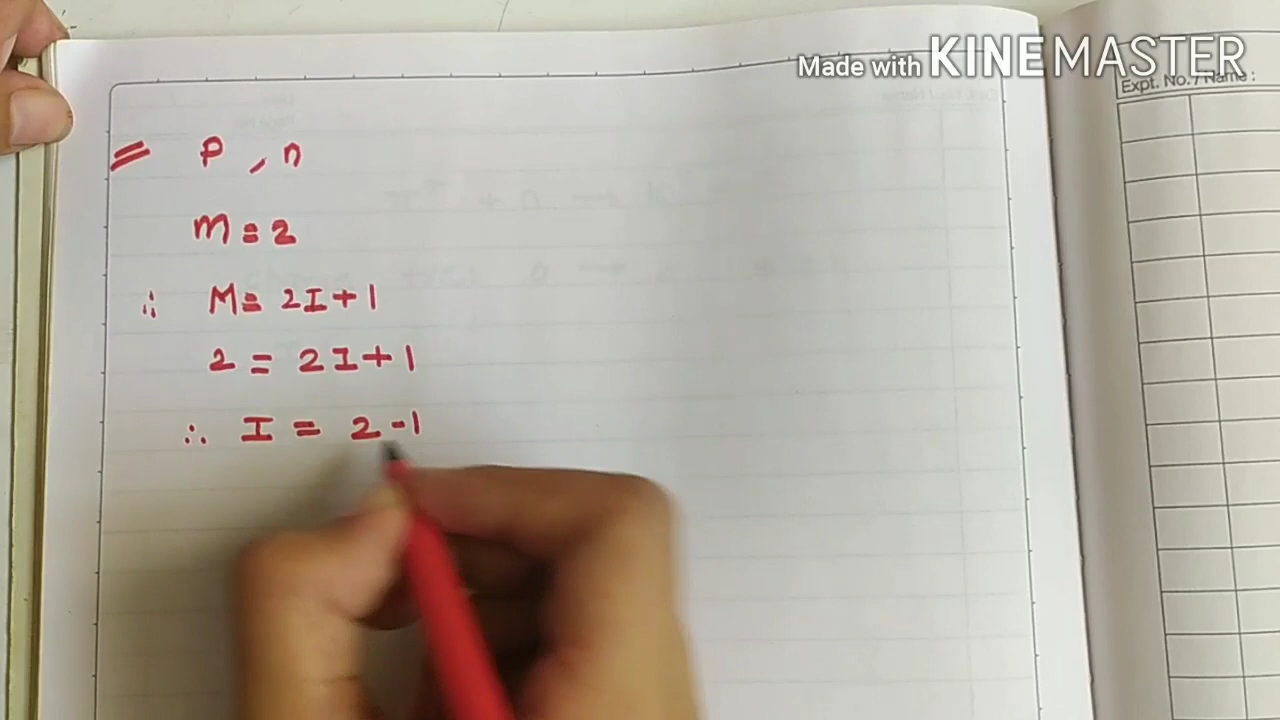 Made with KINEMASTER
Expt. No. / Name :
= P , n
M = 2
∴ M = 2I + 1
2 = 2I + 1
∴ I = 2 - 1